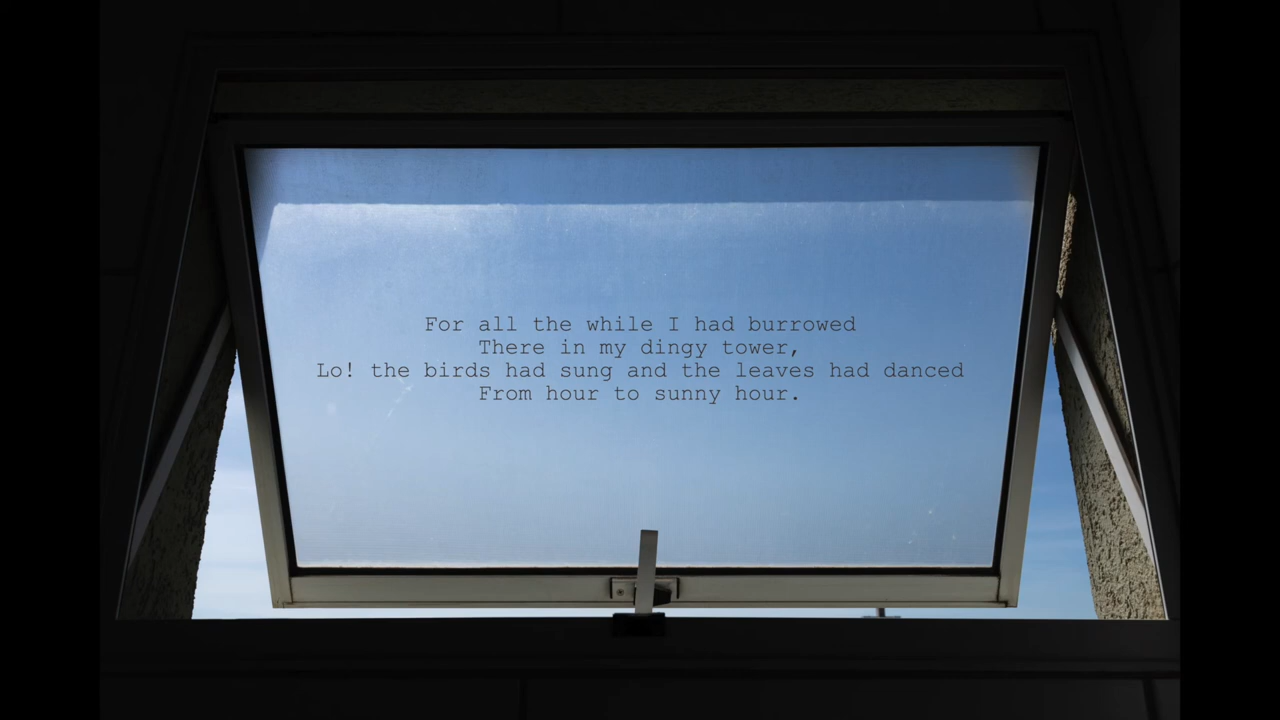 For all the while I had burrowed
There in my dingy tower,
Lo! the birds had sung and the leaves had danced
From hour to sunny hour.